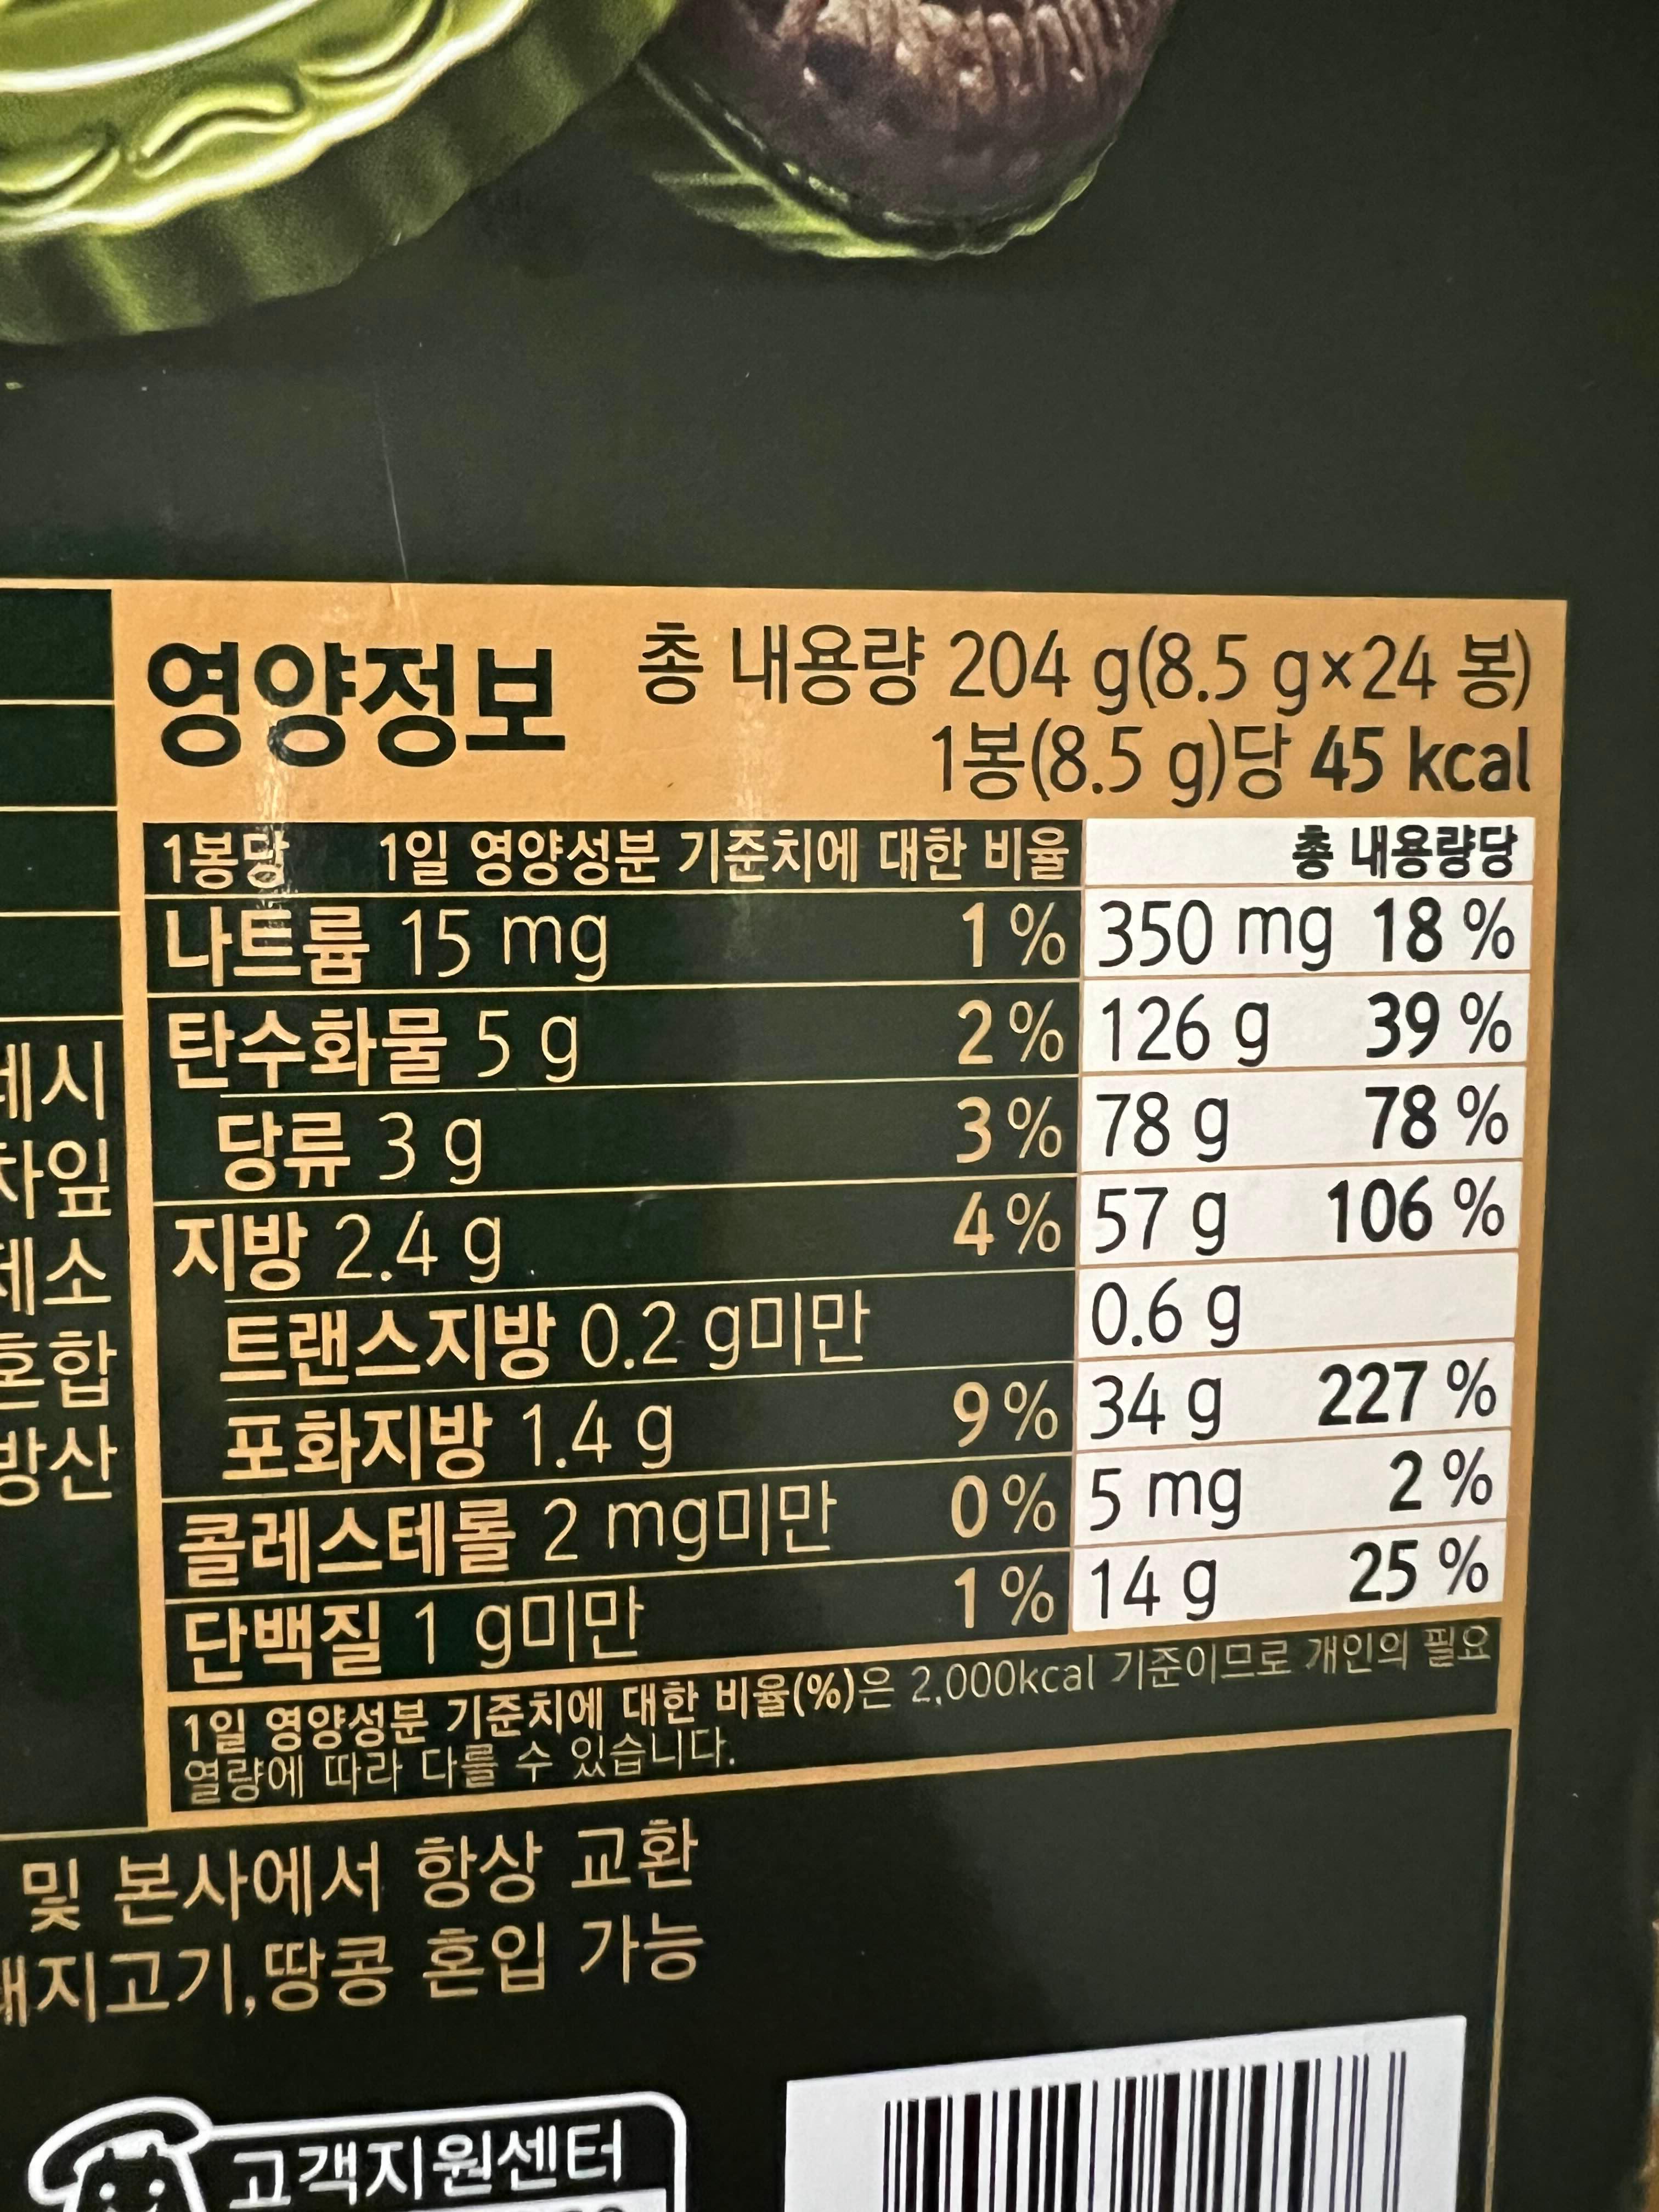 영양정보
총 내용량 204 g(8.5 g×24 봉)
1봉(8.5 g)당 45 kcal
1봉당 1일 영양성분 기준치에 대한 비율 총 내용량당
나트륨 15 mg 1 % 350 mg 18 %
탄수화물 5 g 2 % 126 g 39 %
당류 3 g 3 % 78 g 78 %
지방 2.4 g 4 % 57 g 106 %
트랜스지방 0.2 g미만 0.6 g
포화지방 1.4 g 9 % 34 g 227 %
콜레스테롤 2 mg미만 0 % 5 mg 2 %
단백질 1 g미만 1 % 14 g 25 %
1일 영양성분 기준치에 대한 비율(%)은 2,000kcal 기준이므로 개인의 필요
열량에 따라 다를 수 있습니다.
시
잎
소
혼합
방산
및 본사에서 항상 교환
돼지고기,땅콩 혼입 가능
고객지원센터